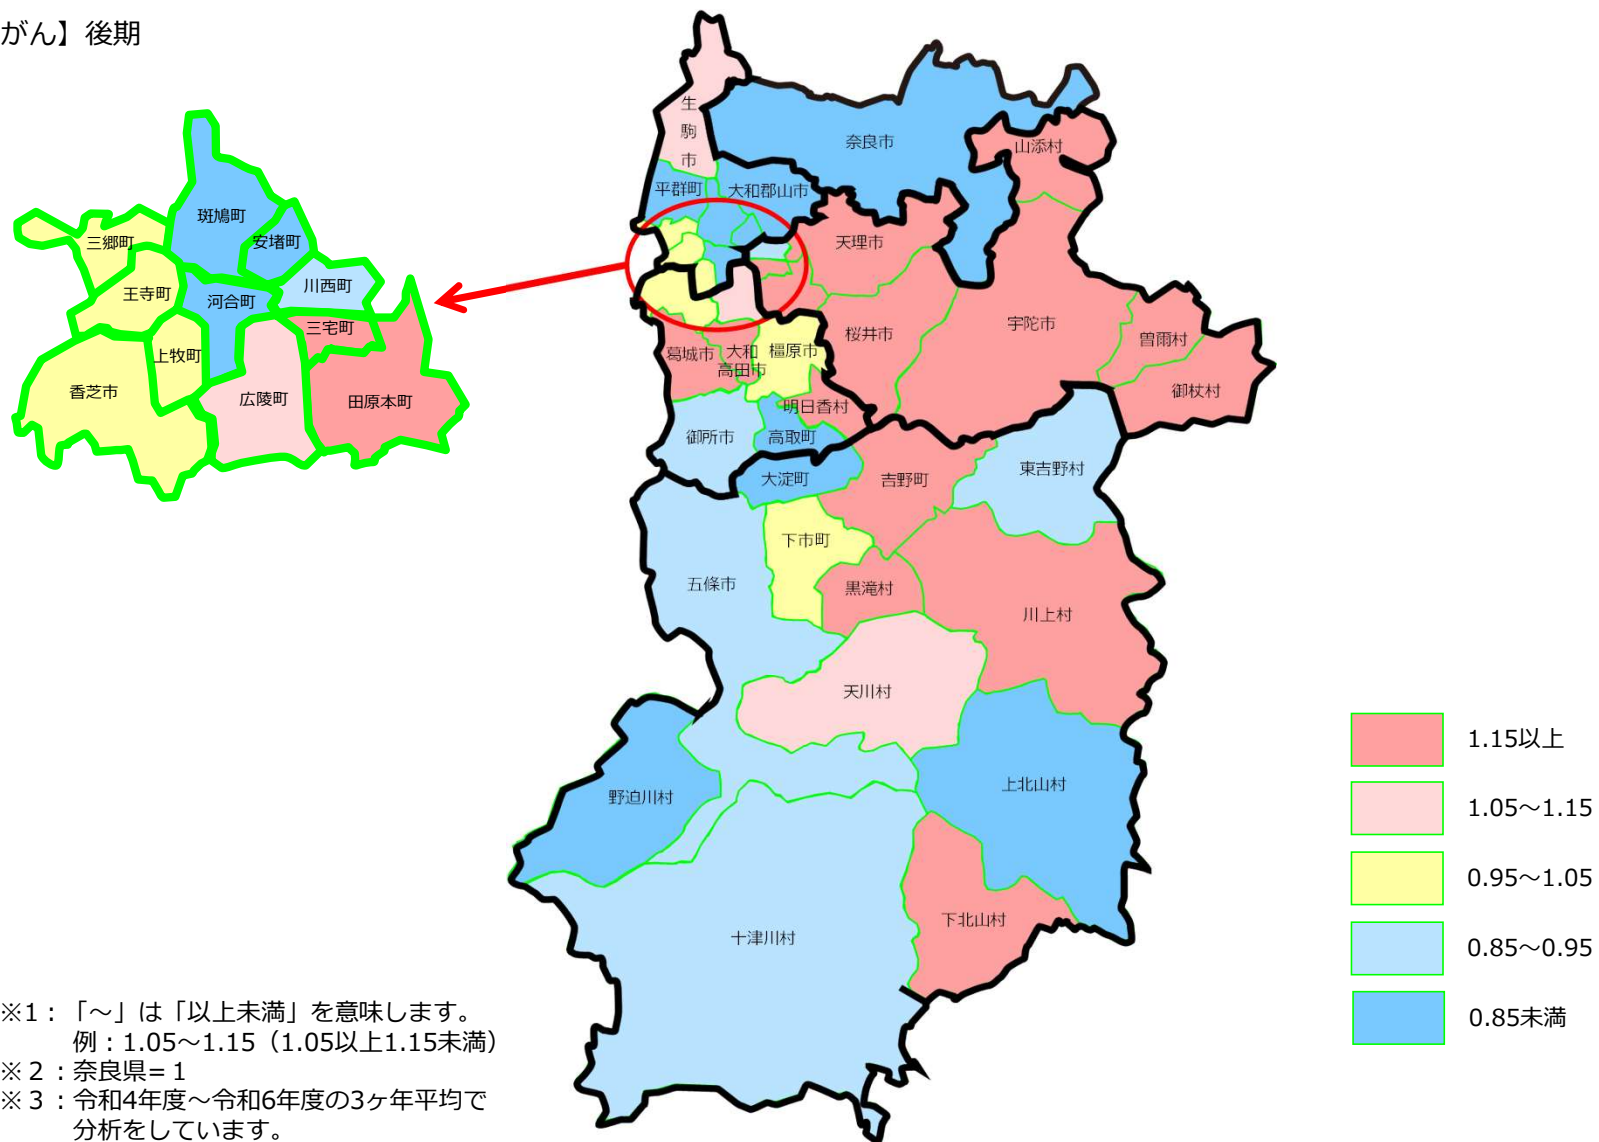 がん】後期
生
駒
市
奈良市
山添村
平群町
大和郡山市
斑鳩町
安堵町
三郷町
天理市
川西町
王寺町
河合町
三宅町
上牧町
香芝市
広陵町
田原本町
宇陀市
桜井市
曽爾村
葛城市
大和
高田市
橿原市
御杖村
明日香村
御所市
高取町
東吉野村
大淀町
吉野町
下市町
五條市
黒滝村
川上村
天川村
野迫川村
上北山村
下北山村
十津川村
1.15以上
1.05～1.15
0.95～1.05
0.85～0.95
0.85未満
※1：「～」は「以上未満」を意味します。
例：1.05～1.15（1.05以上1.15未満）
※２：奈良県＝1
※３：令和4年度～令和6年度の3ヶ年平均で
分析をしています。